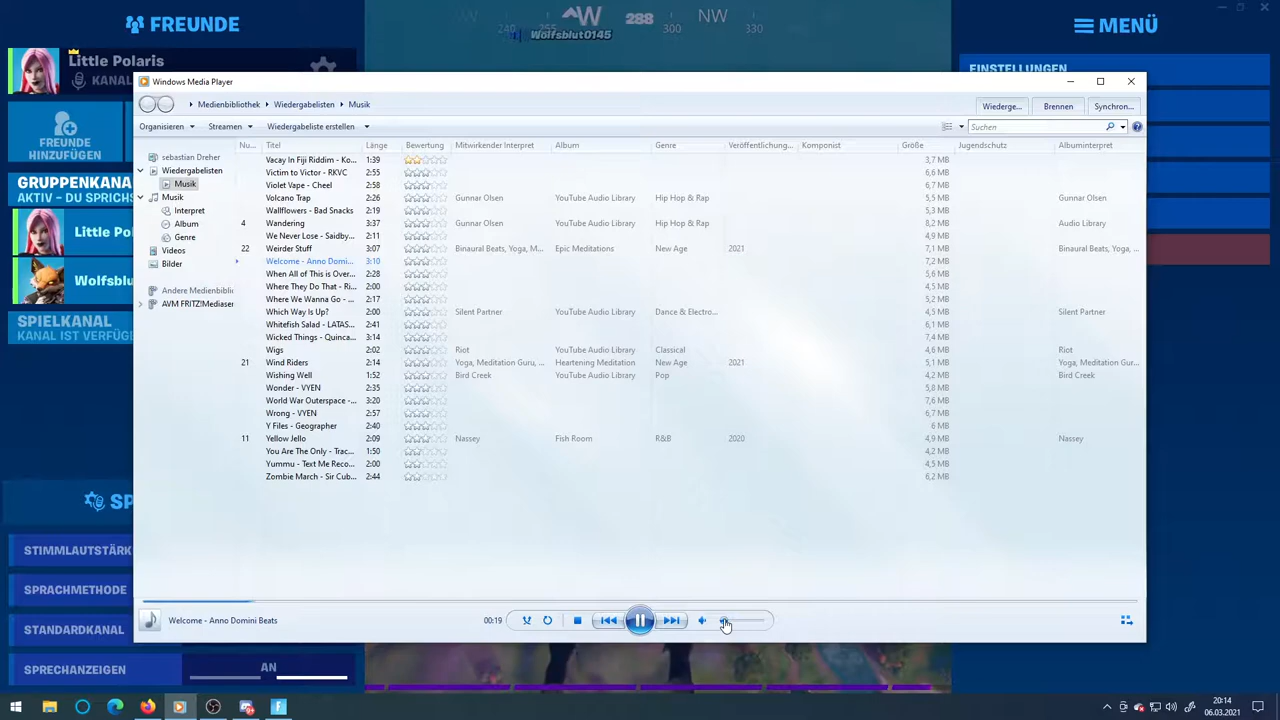 FREUNDE
W
NW
240
255
288
300
330
Wolfsblut0145
MENÜ
Little Polaris
EINSTELLUNGEN
FREUNDE
HINZUFÜGEN
GRUPPENKANA
AKTIV - DU SPRICHS
Little Po
Wolfsblu
SPIELKANAL
KANAL IST VERFÜG
SP
STIMMLAUTSTÄRK
SPRACHMETHODE
STANDARDKANAL
SPRACHANZEIGEN
AN
Windows Media Player
Medienbibliothek
Wiedergabelisten
Musik
Wiederge...
Brennen
Synchron...
Organisieren
Streamen
Wiedergabeliste erstellen
Suchen
sebastian Dreher
Wiedergabelisten
Musik
Musik
Interpret
Album
Genre
Videos
Bilder
Andere Medienbibli
AVM FRITZ!Mediaser
Nu... Titel Länge Bewertung Mitwirkender Interpret Album Genre Veröffentlichung... Komponist Größe Jugendschutz Albuminterpret
Vacay In Fiji Riddim - Ko... 1:39 3,7 MB
Victim to Victor - RKVC 2:55 6,6 MB
Violet Vape - Cheel 2:58 6,7 MB
Volcano Trap 2:26 Gunnar Olsen YouTube Audio Library Hip Hop & Rap 5,5 MB Gunnar Olsen
Wallflowers - Bad Snacks 2:19 5,3 MB
4 Wandering 3:37 Gunnar Olsen YouTube Audio Library Hip Hop & Rap 8,2 MB Audio Library
We Never Lose - Saidby... 2:11 4,9 MB
22 Weirder Stuff 3:07 Binaural Beats, Yoga, M... Epic Meditations New Age 2021 7,1 MB Binaural Beats, Yoga, ...
Welcome - Anno Domini... 3:10 7,2 MB
When All of This is Over... 2:28 5,6 MB
Where They Do That - Ri... 2:00 4,5 MB
Where We Wanna Go - ... 2:17 5,2 MB
Which Way Is Up? Silent Partner YouTube Audio Library Dance & Electro... 4,5 MB Silent Partner
Whitefish Salad - LATAS... 2:41 6,1 MB
Wicked Things - Quinca... 3:14 7,4 MB
Wigs 2:02 Riot YouTube Audio Library Classical 4,6 MB Riot
21 Wind Riders 2:14 Yoga, Meditation Guru, ... Heartening Meditation New Age 2021 5,1 MB Yoga, Meditation Gu...
Wishing Well 1:52 Bird Creek YouTube Audio Library Pop 4,2 MB Bird Creek
Wonder - VYEN 2:35 5,8 MB
World War Outerspace - ... 3:20 7,6 MB
Wrong - VYEN 2:57 6,7 MB
Y Files - Geographer 2:40 6 MB
11 Yellow Jello 2:09 Nassey Fish Room R&B 2020 4,9 MB Nassey
You Are The Only - Trac... 1:50 4,2 MB
Yummu - Text Me Reco... 2:00 4,5 MB
Zombie March - Sir Cub... 2:44 6,2 MB
Welcome - Anno Domini Beats
00:19
20:14
06.03.2021